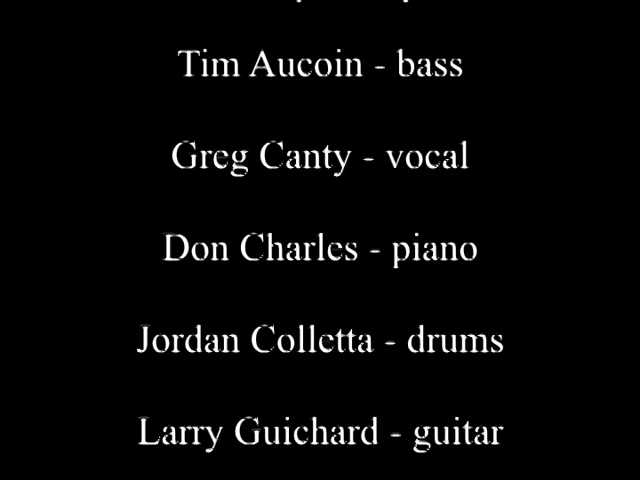 Tim Aucoin - bass
Greg Canty - vocal
Don Charles - piano
Jordan Colletta - drums
Larry Guichard - guitar